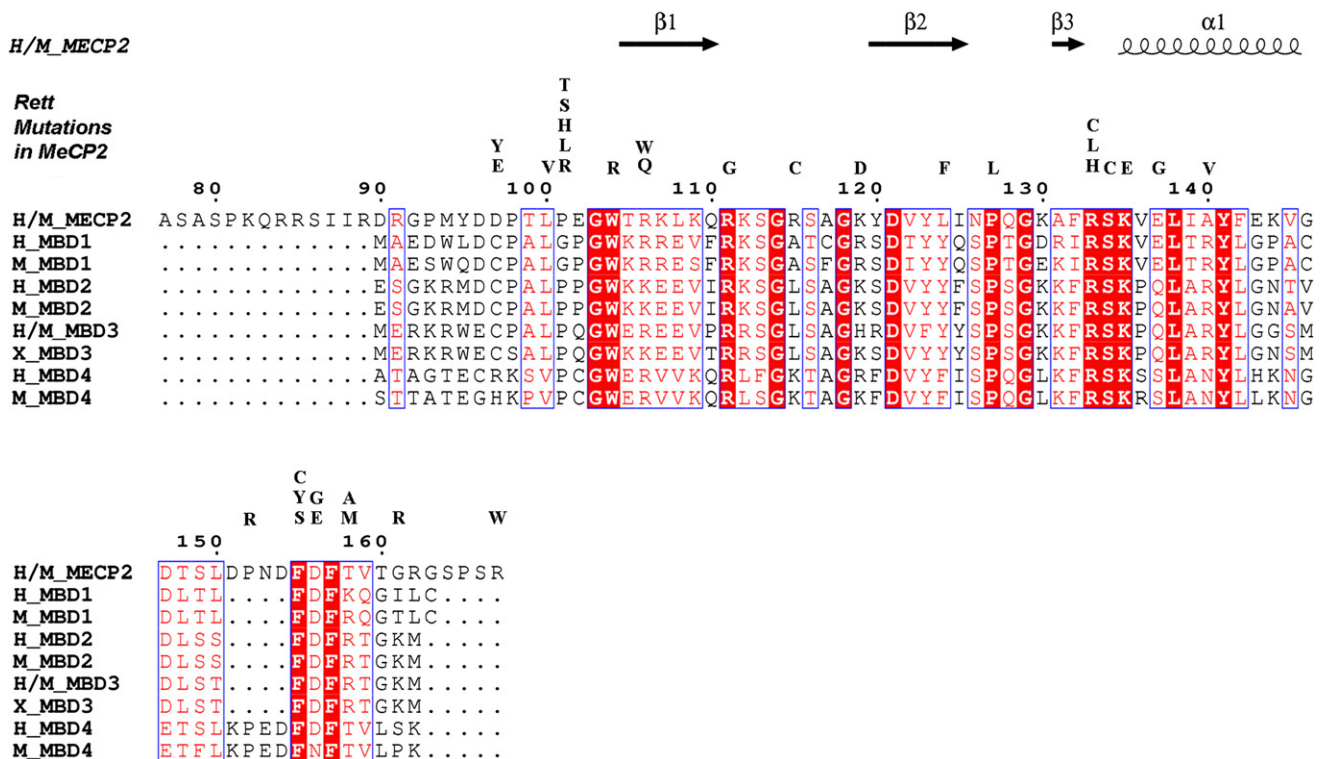 β1 β2 β3 α1
H/M_MECP2
T
Rett S
Mutations H C
in MeCP2 Y L W L
E V R R Q G C D F L H C E G V
80 90 100 110 120 130 140
H/M_MECP2 ASASPKQRRSIIRDRGPMYDDPTLPEGWTRKLKQRKSGRSAGKYDVYLINPQGKAFRSKVELIAYFEKVG
H_MBD1 .............MAEDWLDCPALGPGWKRREVFRKSGATCGRSDTYYQSPTGDRIRSKVELTRYLGPAC
M_MBD1 .............MAESWQDCPALGPGWKRRESFRKSGASFGRSDIYYQSPTGEKIRSKVELTRYLGPAC
H_MBD2 .............ESGKRMDCPALPPGWKKEEVIRKSGLSAGKSDVYYFSPSGKKFRSKPQLARYLGNTV
M_MBD2 .............ESGKRMDCPALPPGWKKEEVIRKSGLSAGKSDVYYFSPSGKKFRSKPQLARYLGNAV
H/M_MBD3 .............MERKRWECPALPQGWEREEVPRRSGLSAGHRDVFYYSPSGKKFRSKPQLARYLGGSM
X_MBD3 .............MERKRWECSALPQGWKKEEVTRRSGLSAGKSDVYYYSPSGKKFRSKPQLARYLGNSM
H_MBD4 .............ATAGTECRKSVPCGWERVVKQRLFGKTAGRFDVYFISPQGLKFRSKSSLANYLHKNG
M_MBD4 .............STTATEGHKPVPCGWERVVKQRLSGKTAGKFDVYFISPQGLKFRSKRSLANYLLKNG
C
Y G A
R S E M R W
150 160
H/M_MECP2 DTSLDPNDFDFTVTGRGSPSR
H_MBD1 DLTL....FDFKQGILC....
M_MBD1 DLTL....FDFRQGTLC....
H_MBD2 DLSS....FDFRTGKM.....
M_MBD2 DLSS....FDFRTGKM.....
H/M_MBD3 DLST....FDFRTGKM.....
X_MBD3 DLST....FDFRTGKM.....
H_MBD4 ETSLKPEDFDFTVLSK.....
M_MBD4 ETFLKPEDFNFTVLPK.....